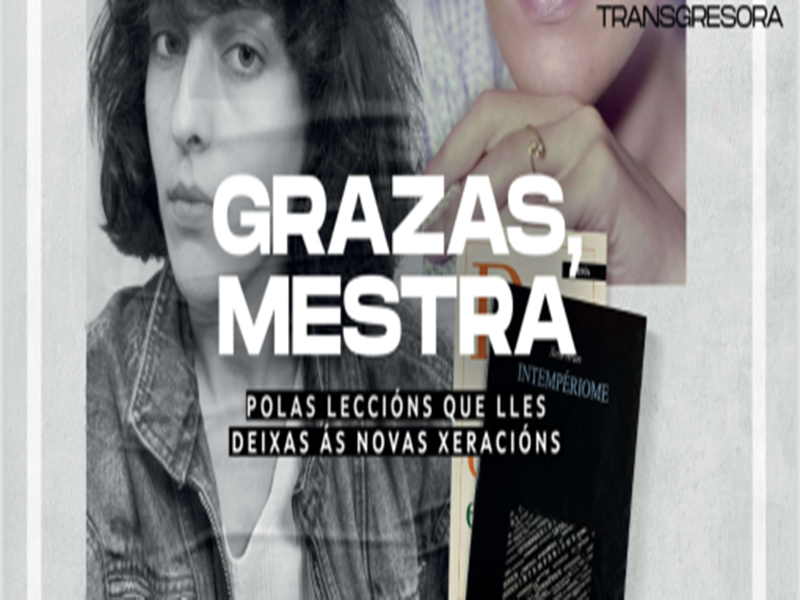 TRANSGRESORA
GRAZAS,
MESTRA
INTEMPÉRIOME
POLAS LECCIÓNS QUE LLES
DEIXAS ÁS NOVAS XERACIÓNS